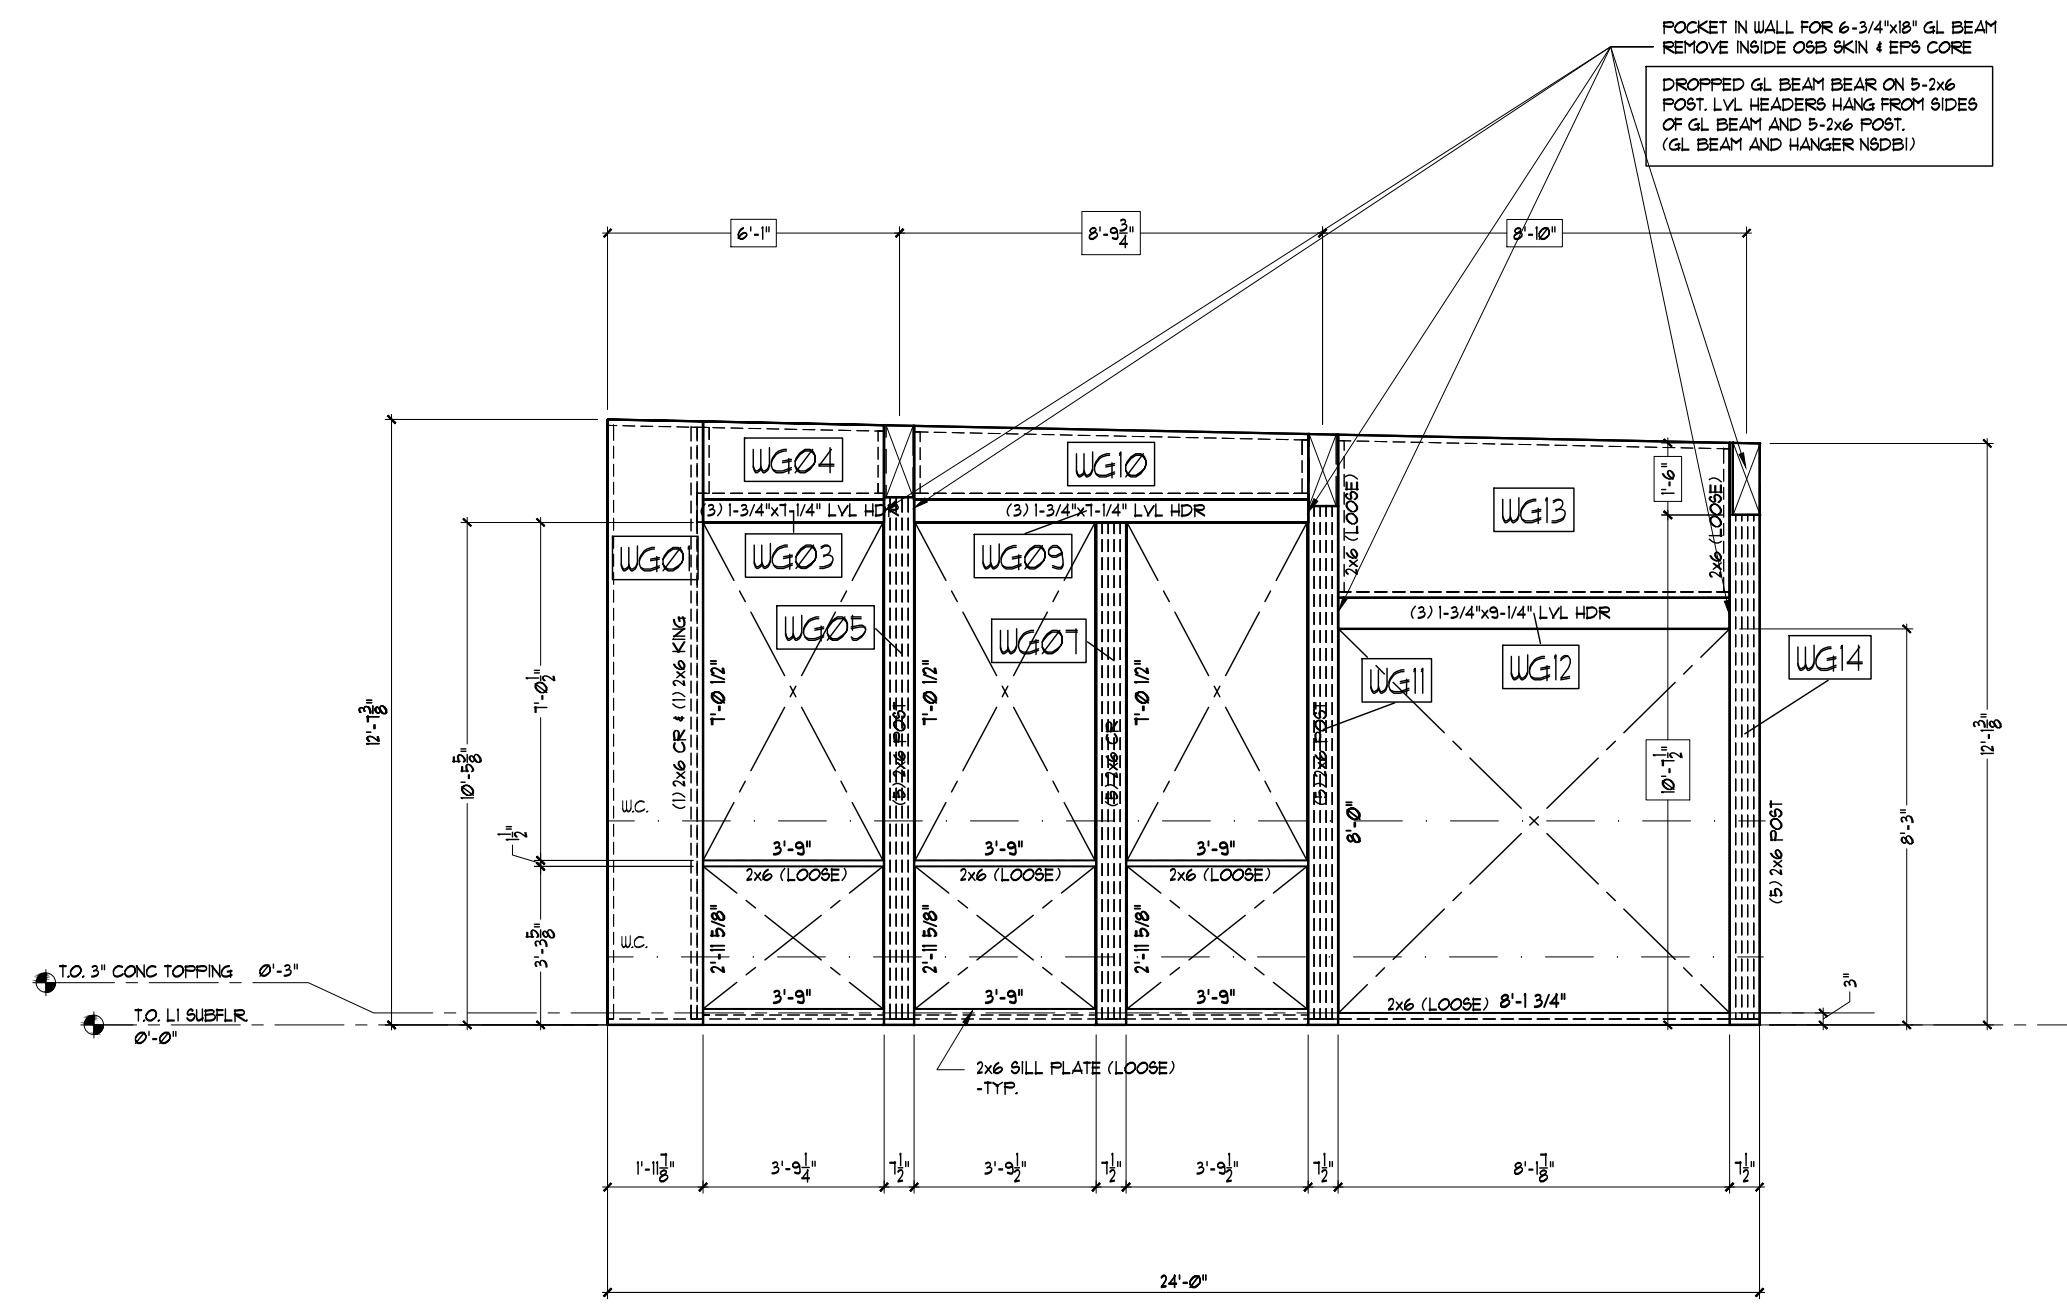 POCKET IN WALL FOR 6-3/4"x18" GL BEAM
REMOVE INSIDE OSB SKIN & EPS CORE
DROPPED GL BEAM BEAR ON 5-2x6
POST. LVL HEADERS HANG FROM SIDES
OF GL BEAM AND 5-2x6 POST.
(GL BEAM AND HANGER NSDBI)
6'-1"
8'-9 3/4"
8'-10"
WG04
WG10
WG13
1'-6"
2x6 (LOOSE)
2x6 (LOOSE)
(3) 1-3/4"x7-1/4" LVL HDR
(3) 1-3/4"x7-1/4" LVL HDR
WG01
WG03
WG09
(3) 1-3/4"x9-1/4" LVL HDR
WG05
WG07
WG11
WG12
WG14
12'-7 3/8"
10'-5 5/8"
7'-0 1/2"
1 1/2"
3'-3 5/8"
(1) 2x6 CR & (1) 2x6 KING
7'-0 1/2"
(5) 2x6 POST
7'-0 1/2"
(5) 2x6 CR
7'-0 1/2"
(5) 2x6 POST
8'-0"
10'-7 1/2"
(5) 2x6 POST
8'-3"
12'-1 3/8"
W.C.
W.C.
3'-9"
3'-9"
3'-9"
2x6 (LOOSE)
2x6 (LOOSE)
2x6 (LOOSE)
2'-11 5/8"
2'-11 5/8"
2'-11 5/8"
3'-9"
3'-9"
3'-9"
2x6 (LOOSE) 8'-1 3/4"
3"
T.O. 3" CONC TOPPING 0'-3"
T.O. L1 SUBFLR
0'-0"
2x6 SILL PLATE (LOOSE)
-TYP.
1'-11 7/8"
3'-9 1/4"
7 1/2"
3'-9 1/2"
7 1/2"
3'-9 1/2"
7 1/2"
8'-1 7/8"
7 1/2"
24'-0"